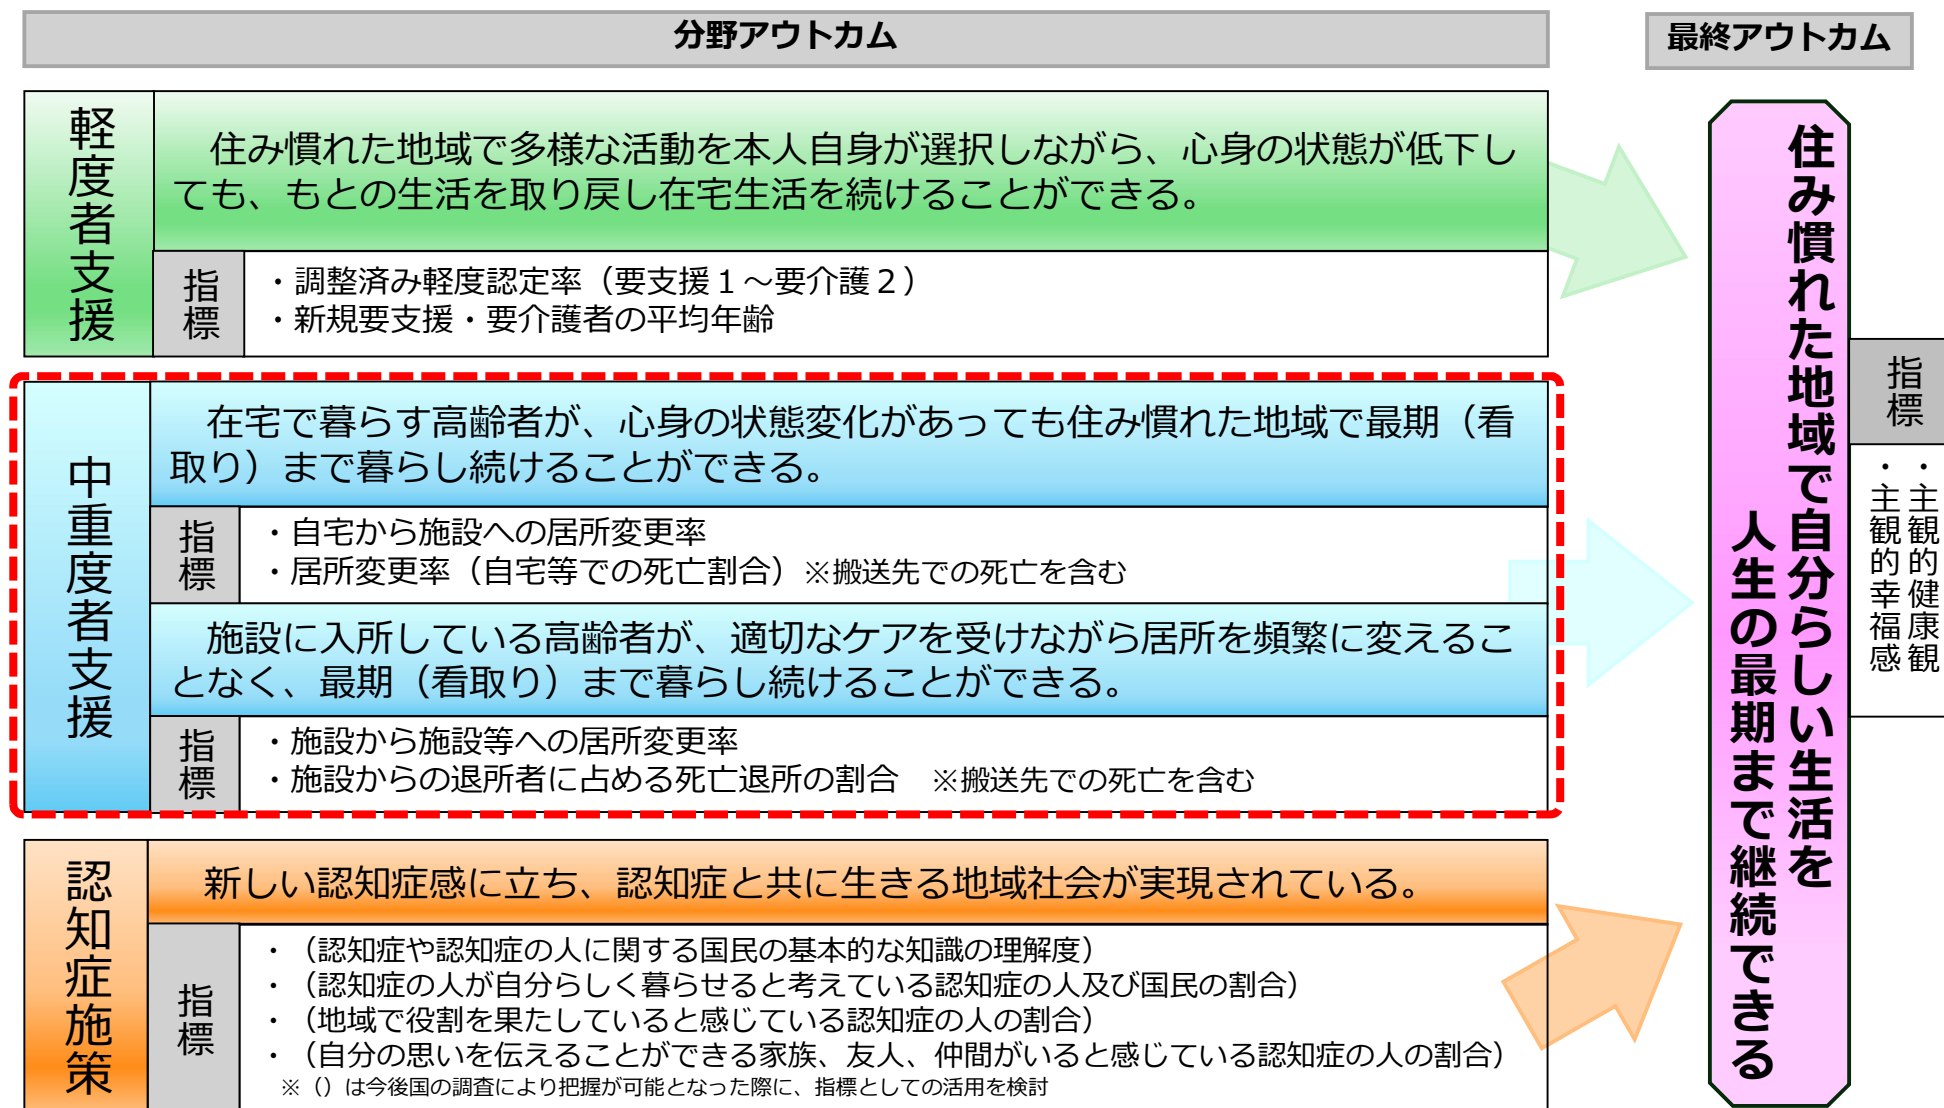 分野アウトカム
最終アウトカム
軽度者支援
住み慣れた地域で多様な活動を本人自身が選択しながら、心身の状態が低下し
ても、もとの生活を取り戻し在宅生活を続けることができる。
指標
・調整済み軽度認定率（要支援１～要介護２）
・新規要支援・要介護者の平均年齢
中重度者支援
在宅で暮らす高齢者が、心身の状態変化があっても住み慣れた地域で最期（看
取り）まで暮らし続けることができる。
指標
・自宅から施設への居所変更率
・居所変更率（自宅等での死亡割合）※搬送先での死亡を含む
施設に入所している高齢者が、適切なケアを受けながら居所を頻繁に変えるこ
となく、最期（看取り）まで暮らし続けることができる。
指標
・施設から施設等への居所変更率
・施設からの退所者に占める死亡退所の割合　※搬送先での死亡を含む
認知症施策
新しい認知症感に立ち、認知症と共に生きる地域社会が実現されている。
指標
・（認知症や認知症の人に関する国民の基本的な知識の理解度）
・（認知症の人が自分らしく暮らせると考えている認知症の人及び国民の割合）
・（地域で役割を果たしていると感じている認知症の人の割合）
・（自分の思いを伝えることができる家族、友人、仲間がいると感じている認知症の人の割合）
※（）は今後国の調査により把握が可能となった際に、指標としての活用を検討
住み慣れた地域で自分らしい生活を
人生の最期まで継続できる
指標
・主観的健康観
・主観的幸福感